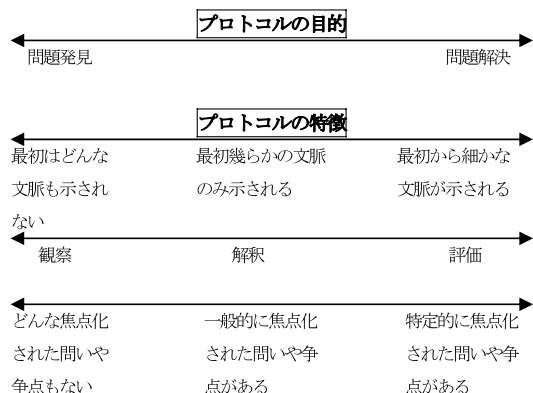 プロトコルの目的
問題発見 問題解決
プロトコルの特徴
最初はどんな 最初幾らかの文脈 最初から細かな
文脈も示され のみ示される 文脈が示される
ない
観察 解釈 評価
どんな焦点化 一般的に焦点化 特定的に焦点化
された問いや された問いや争 された問いや争
争点もない 点がある 点がある